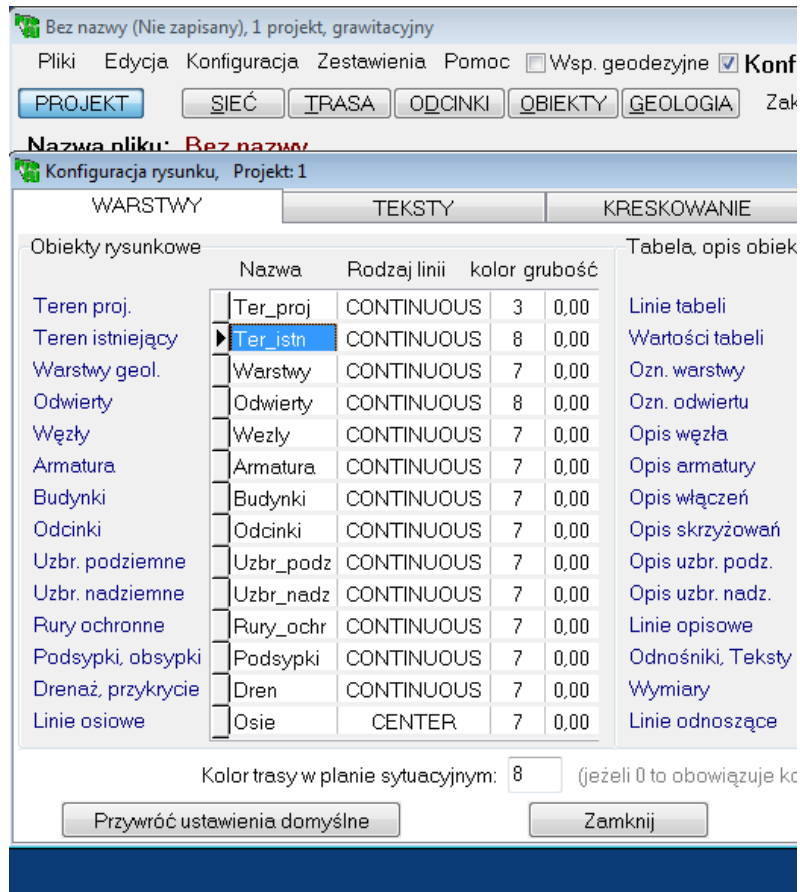 Bez nazwy (Nie zapisany), 1 projekt, grawitacyjny
Pliki Edycja Konfiguracja Zestawienia Pomoc Wsp. geodezyjne Konf
PROJEKT SIEĆ TRASA ODCINKI OBIEKTY GEOLOGIA Zak
Nazwa pliku: Bez nazwy
Konfiguracja rysunku, Projekt: 1
WARSTWY TEKSTY KRESKOWANIE
Obiekty rysunkowe Tabela, opis obiek
Nazwa Rodzaj linii kolor grubość
Teren proj. Ter_proj CONTINUOUS 3 0,00 Linie tabeli
Teren istniejący Ter_istn CONTINUOUS 8 0,00 Wartości tabeli
Warstwy geol. Warstwy CONTINUOUS 7 0,00 Ozn. warstwy
Odwierty Odwierty CONTINUOUS 8 0,00 Ozn. odwiertu
Węzły Wezly CONTINUOUS 7 0,00 Opis węzła
Armatura Armatura CONTINUOUS 7 0,00 Opis armatury
Budynki Budynki CONTINUOUS 7 0,00 Opis włączeń
Odcinki Odcinki CONTINUOUS 7 0,00 Opis skrzyżowań
Uzbr. podziemne Uzbr_podz CONTINUOUS 7 0,00 Opis uzbr. podz.
Uzbr. nadziemne Uzbr_nadz CONTINUOUS 7 0,00 Opis uzbr. nadz.
Rury ochronne Rury_ochr CONTINUOUS 7 0,00 Linie opisowe
Podsypki, obsypki Podsypki CONTINUOUS 7 0,00 Odnośniki, Teksty
Drenaż, przykrycie Dren CONTINUOUS 7 0,00 Wymiary
Linie osiowe Osie CENTER 7 0,00 Linie odnoszące
Kolor trasy w planie sytuacyjnym: 8 (jeżeli 0 to obowiązuje ko
Przywróć ustawienia domyślne Zamknij